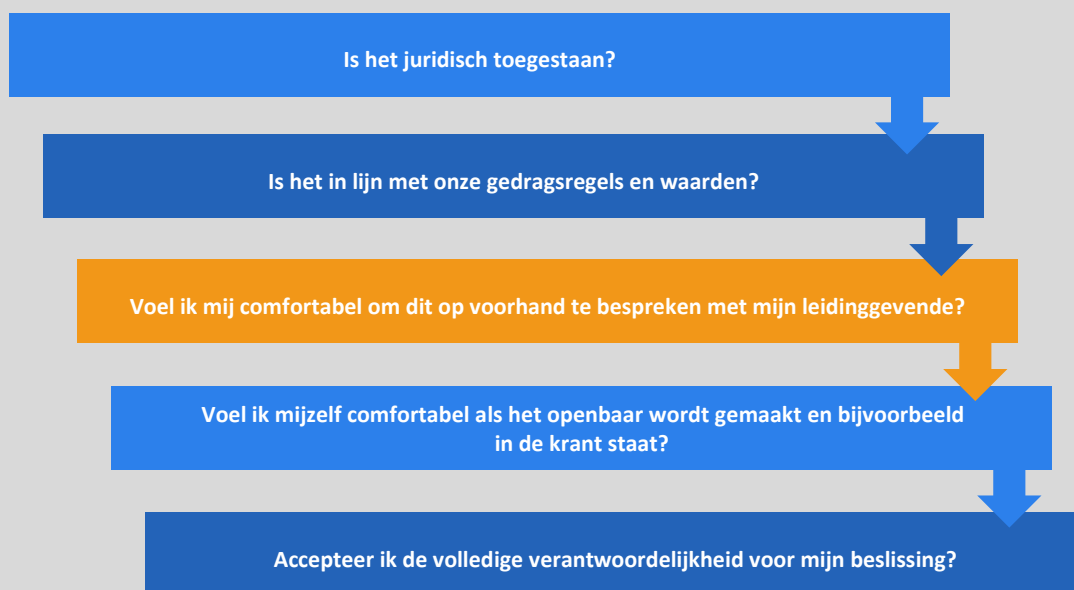 Is het juridisch toegestaan?
Is het in lijn met onze gedragsregels en waarden?
Voel ik mij comfortabel om dit op voorhand te bespreken met mijn leidinggevende?
Voel ik mijzelf comfortabel als het openbaar wordt gemaakt en bijvoorbeeld
in de krant staat?
Accepteer ik de volledige verantwoordelijkheid voor mijn beslissing?